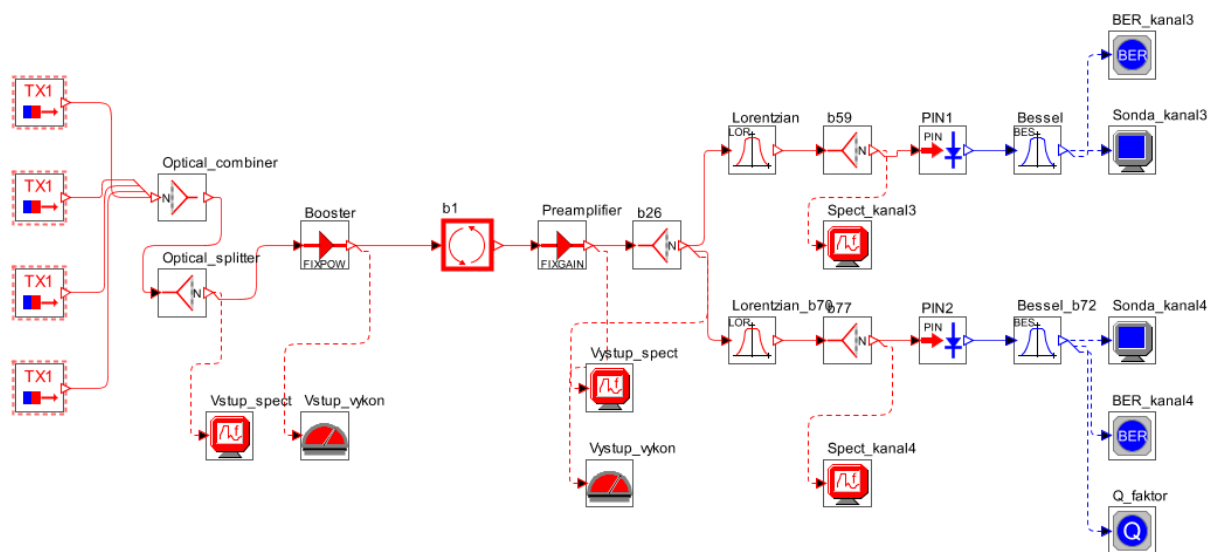 BER_kanal3
BER
TX1
Optical_combiner
N
Lorentzian
LOR
b59
N
PIN1
PIN
Bessel
BES
Sonda_kanal3
TX1
Booster
FIXPOW
b1
Preamplifier
FIXGAIN
b26
N
Spect_kanal3
f
Optical_splitter
N
TX1
Lorentzian_b70
LOR
b77
N
PIN2
PIN
Bessel_b72
BES
Sonda_kanal4
TX1
Vstup_spect
f
Vstup_vykon
Vystup_spect
f
BER_kanal4
BER
Vystup_vykon
Spect_kanal4
f
Q_faktor
Q